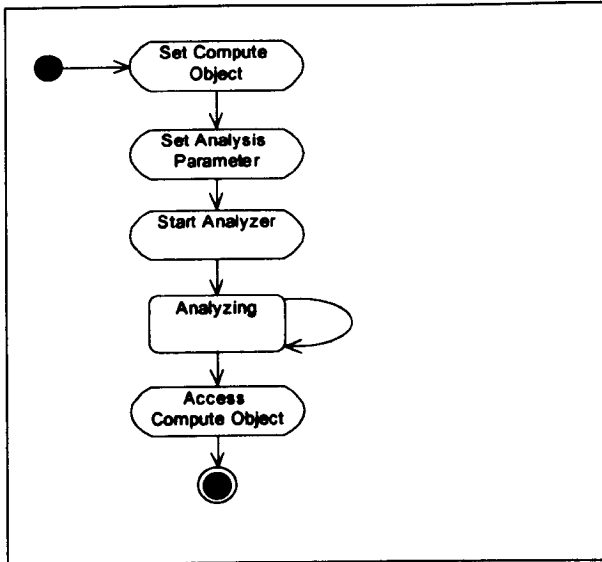 Set Compute
Object
Set Analysis
Parameter
Start Analyzer
Analyzing
Access
Compute Object